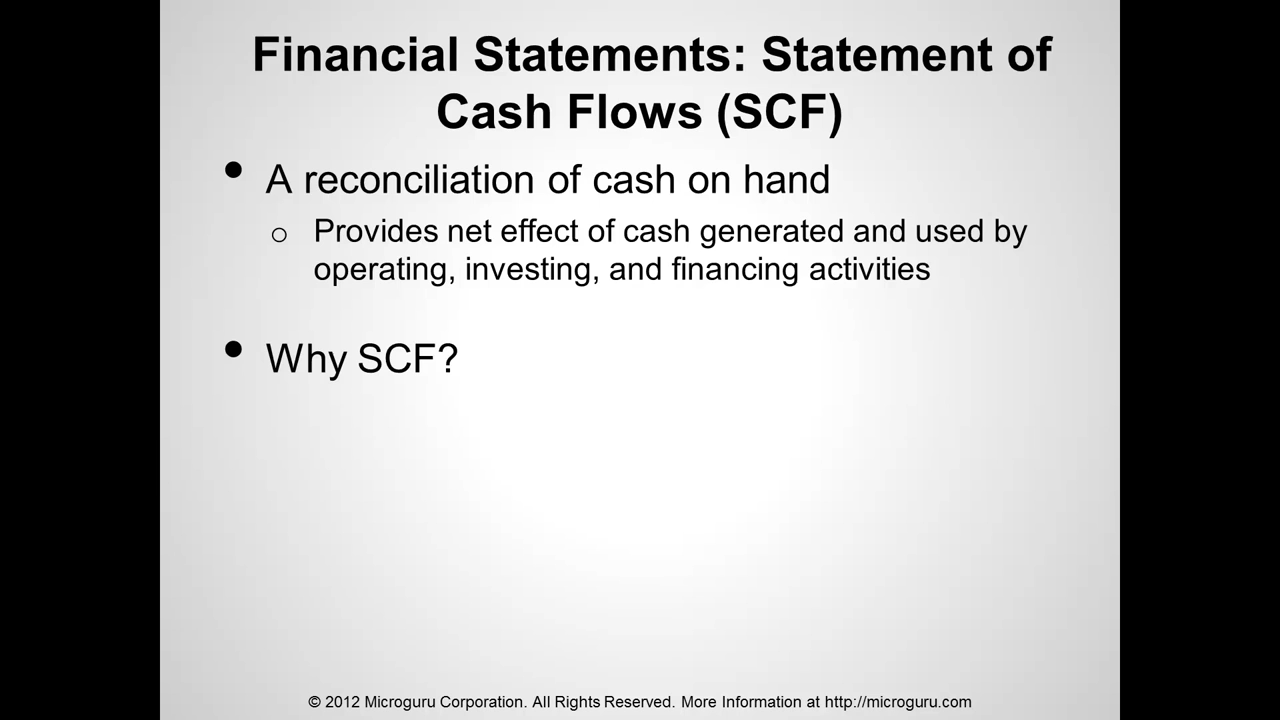 Financial Statements: Statement of
Cash Flows (SCF)
• A reconciliation of cash on hand
o Provides net effect of cash generated and used by
operating, investing, and financing activities
• Why SCF?
© 2012 Microguru Corporation. All Rights Reserved. More Information at http://microguru.com